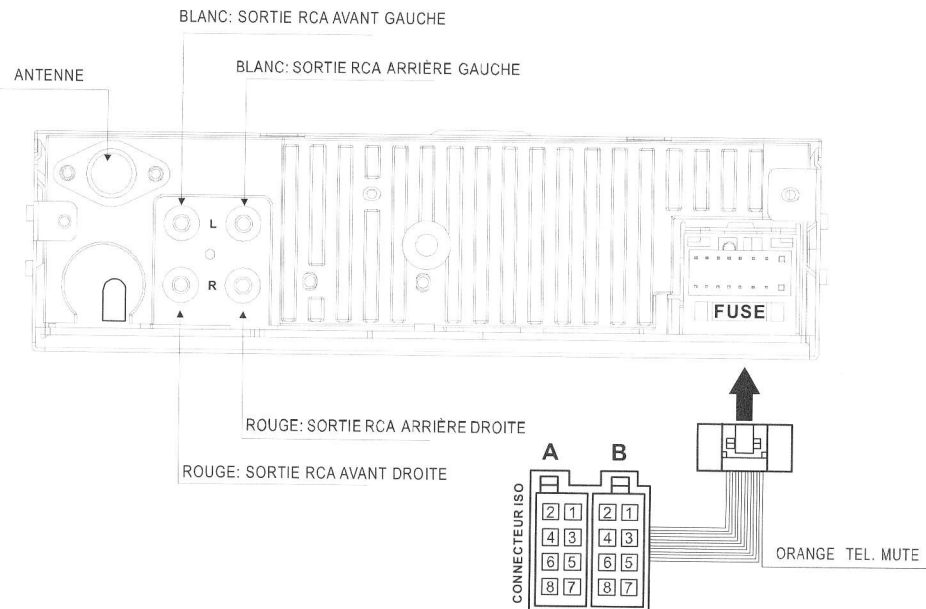 BLANC: SORTIE RCA AVANT GAUCHE
BLANC: SORTIE RCA ARRIÈRE GAUCHE
ANTENNE
L
R
FUSE
ROUGE: SORTIE RCA ARRIÈRE DROITE
ROUGE: SORTIE RCA AVANT DROITE
A B
CONNECTEUR ISO
2 1 2 1
4 3 4 3
6 5 6 5
8 7 8 7
ORANGE TEL. MUTE